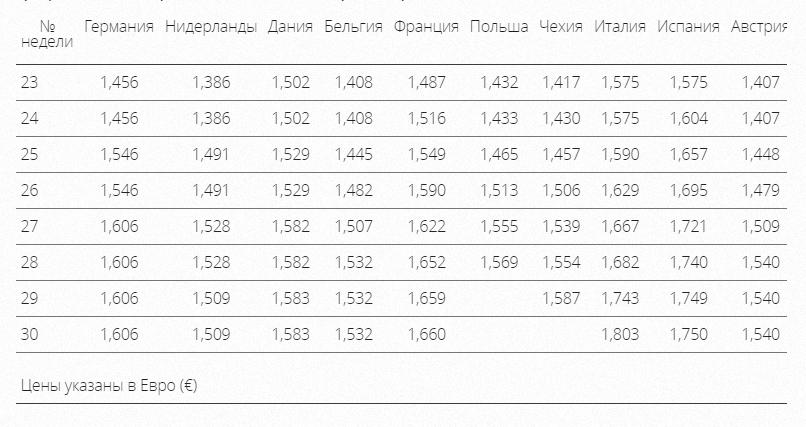 № недели Германия Нидерланды Дания Бельгия Франция Польша Чехия Италия Испания Австрия
23 1,456 1,386 1,502 1,408 1,487 1,432 1,417 1,575 1,575 1,407
24 1,456 1,386 1,502 1,408 1,516 1,433 1,430 1,575 1,604 1,407
25 1,546 1,491 1,529 1,445 1,549 1,465 1,457 1,590 1,657 1,448
26 1,546 1,491 1,529 1,482 1,590 1,513 1,506 1,629 1,695 1,479
27 1,606 1,528 1,582 1,507 1,622 1,555 1,539 1,667 1,721 1,509
28 1,606 1,528 1,582 1,532 1,652 1,569 1,554 1,682 1,740 1,540
29 1,606 1,509 1,583 1,532 1,659 1,587 1,743 1,749 1,540
30 1,606 1,509 1,583 1,532 1,660 1,803 1,750 1,540
Цены указаны в Евро (€)